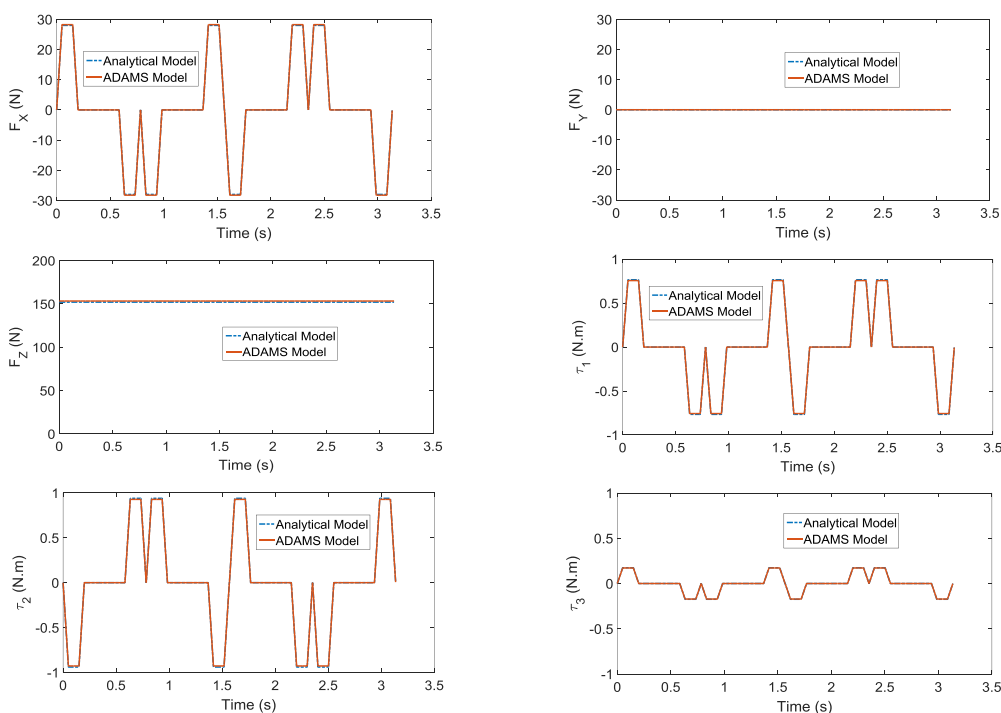 30
20
10
0
-10
-20
-30
F_X (N)
Analytical Model
ADAMS Model
0 0.5 1 1.5 2 2.5 3 3.5
Time (s)
30
20
10
0
-10
-20
-30
F_Y (N)
Analytical Model
ADAMS Model
0 0.5 1 1.5 2 2.5 3 3.5
Time (s)
200
150
100
50
0
F_Z (N)
Analytical Model
ADAMS Model
0 0.5 1 1.5 2 2.5 3 3.5
Time (s)
1
0.5
0
-0.5
-1
τ_1 (N.m)
Analytical Model
ADAMS Model
0 0.5 1 1.5 2 2.5 3 3.5
Time (s)
1
0.5
0
-0.5
-1
τ_2 (N.m)
Analytical Model
ADAMS Model
0 0.5 1 1.5 2 2.5 3 3.5
Time (s)
1
0.5
0
-0.5
-1
τ_3 (N.m)
Analytical Model
ADAMS Model
0 0.5 1 1.5 2 2.5 3 3.5
Time (s)